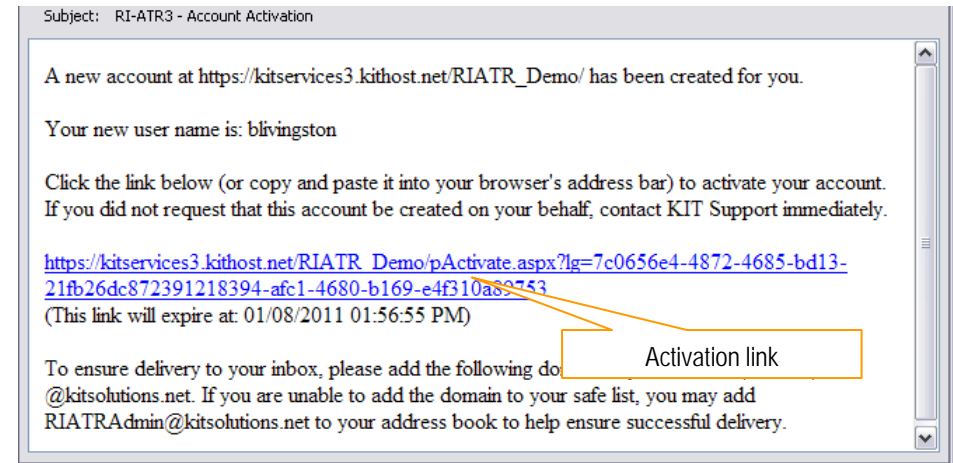 Subject: RI-ATR3 - Account Activation
A new account at https://kitservices3.kithost.net/RIATR_Demo/ has been created for you.
Your new user name is: blivingston
Click the link below (or copy and paste it into your browser's address bar) to activate your account.
If you did not request that this account be created on your behalf, contact KIT Support immediately.
https://kitservices3.kithost.net/RIATR_Demo/pActivate.aspx?lg=7c0656e4-4872-4685-bd13-
21fb26dc872391218394-afc1-4680-b169-e4f310a89753
(This link will expire at: 01/08/2011 01:56:55 PM)
Activation link
To ensure delivery to your inbox, please add the following
@kitsolutions.net. If you are unable to add the domain to your safe list, you may add
RIATRAdmin@kitsolutions.net to your address book to help ensure successful delivery.